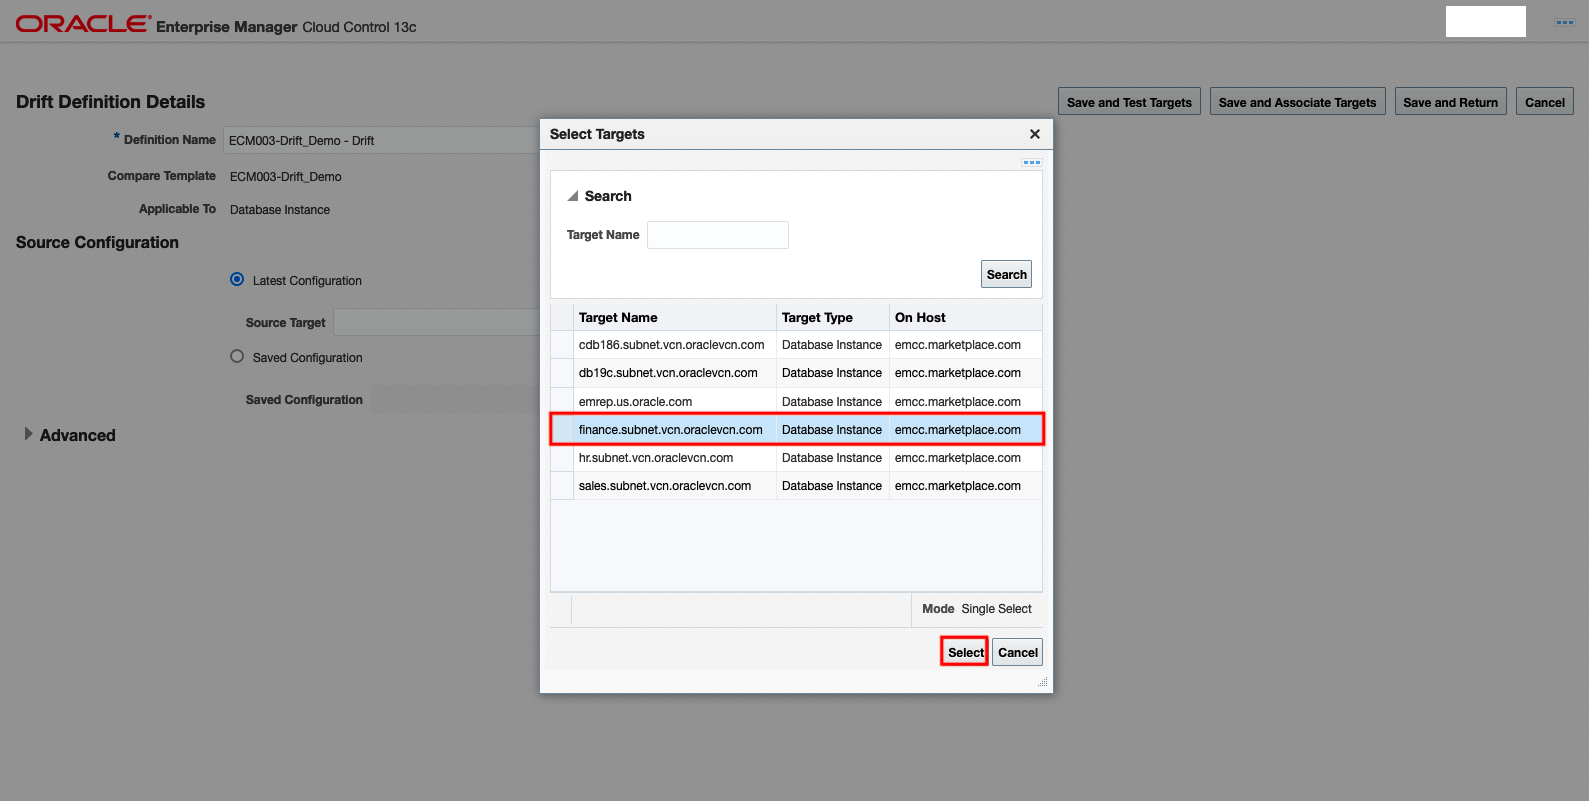 ORACLE® Enterprise Manager Cloud Control 13c
Drift Definition Details
Save and Test Targets
Save and Associate Targets
Save and Return
Cancel
* Definition Name ECM003-Drift_Demo - Drift
Compare Template ECM003-Drift_Demo
Applicable To Database Instance
Source Configuration
Latest Configuration
Source Target
Saved Configuration
Saved Configuration
Advanced
Select Targets
Search
Target Name
Search
Target Name Target Type On Host
cdb186.subnet.vcn.oraclevcn.com Database Instance emcc.marketplace.com
db19c.subnet.vcn.oraclevcn.com Database Instance emcc.marketplace.com
emrep.us.oracle.com Database Instance emcc.marketplace.com
finance.subnet.vcn.oraclevcn.com Database Instance emcc.marketplace.com
hr.subnet.vcn.oraclevcn.com Database Instance emcc.marketplace.com
sales.subnet.vcn.oraclevcn.com Database Instance emcc.marketplace.com
Mode Single Select
Select
Cancel